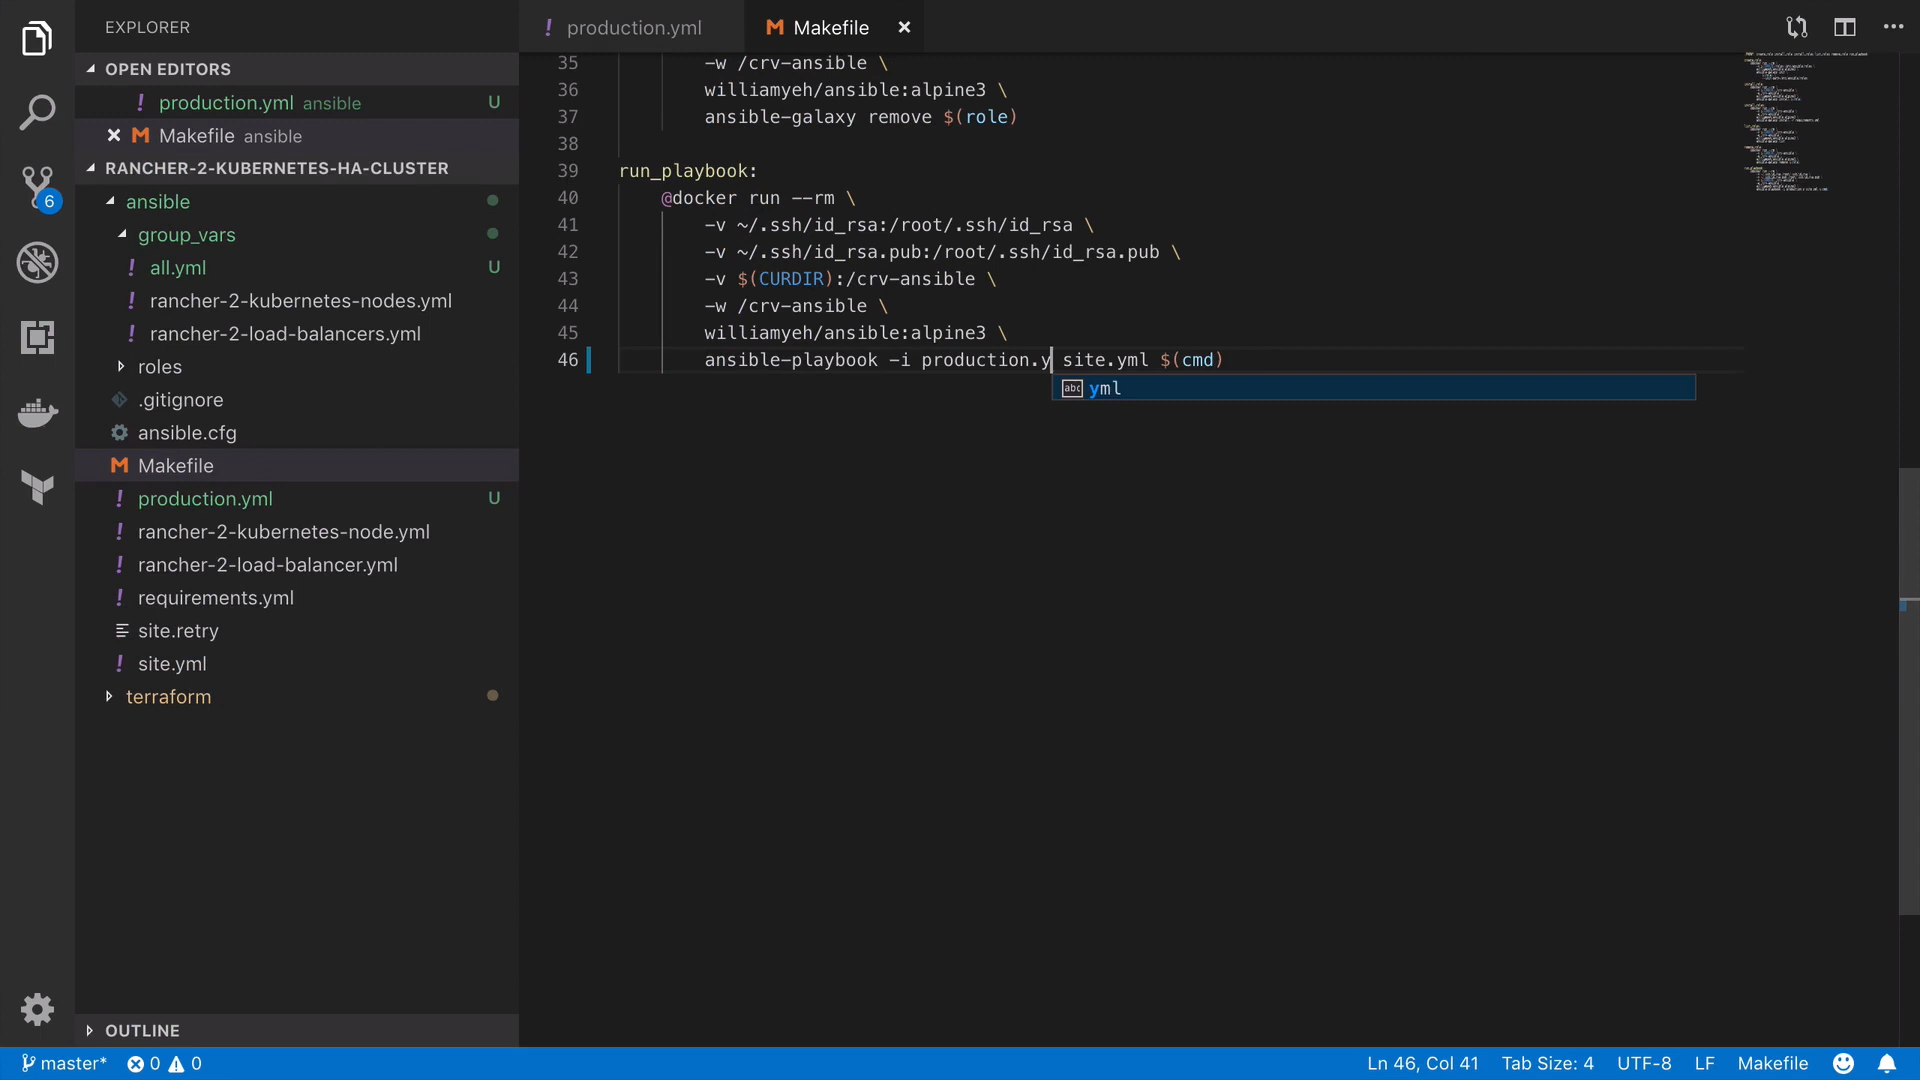 EXPLORER
OPEN EDITORS
! production.yml ansible U
Makefile ansible
RANCHER-2-KUBERNETES-HA-CLUSTER
ansible
group_vars
! all.yml U
! rancher-2-kubernetes-nodes.yml
! rancher-2-load-balancers.yml
roles
.gitignore
ansible.cfg
Makefile
! production.yml U
! rancher-2-kubernetes-node.yml
! rancher-2-load-balancer.yml
! requirements.yml
site.retry
! site.yml
terraform
OUTLINE
6
! production.yml
Makefile
35 -w /crv-ansible \
36 williamyeh/ansible:alpine3 \
37 ansible-galaxy remove $(role)
38
39 run_playbook:
40 @docker run --rm \
41 -v ~/.ssh/id_rsa:/root/.ssh/id_rsa \
42 -v ~/.ssh/id_rsa.pub:/root/.ssh/id_rsa.pub \
43 -v $(CURDIR):/crv-ansible \
44 -w /crv-ansible \
45 williamyeh/ansible:alpine3 \
46 ansible-playbook -i production.y site.yml $(cmd)
abc yml
master* 0 0 Ln 46, Col 41 Tab Size: 4 UTF-8 LF Makefile